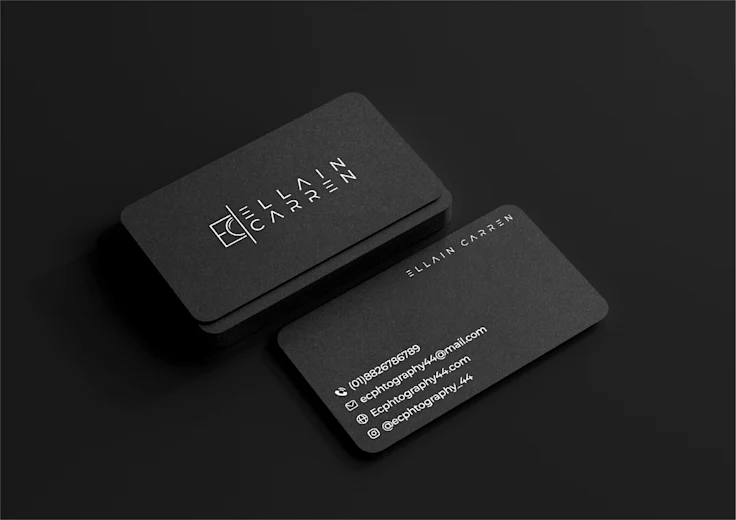 EC
ELLAIN
CARREN
ELLAIN CARREN
(01)8826786789
ecphtography44@mail.com
Ecphtography44.com
@ecphtography_44